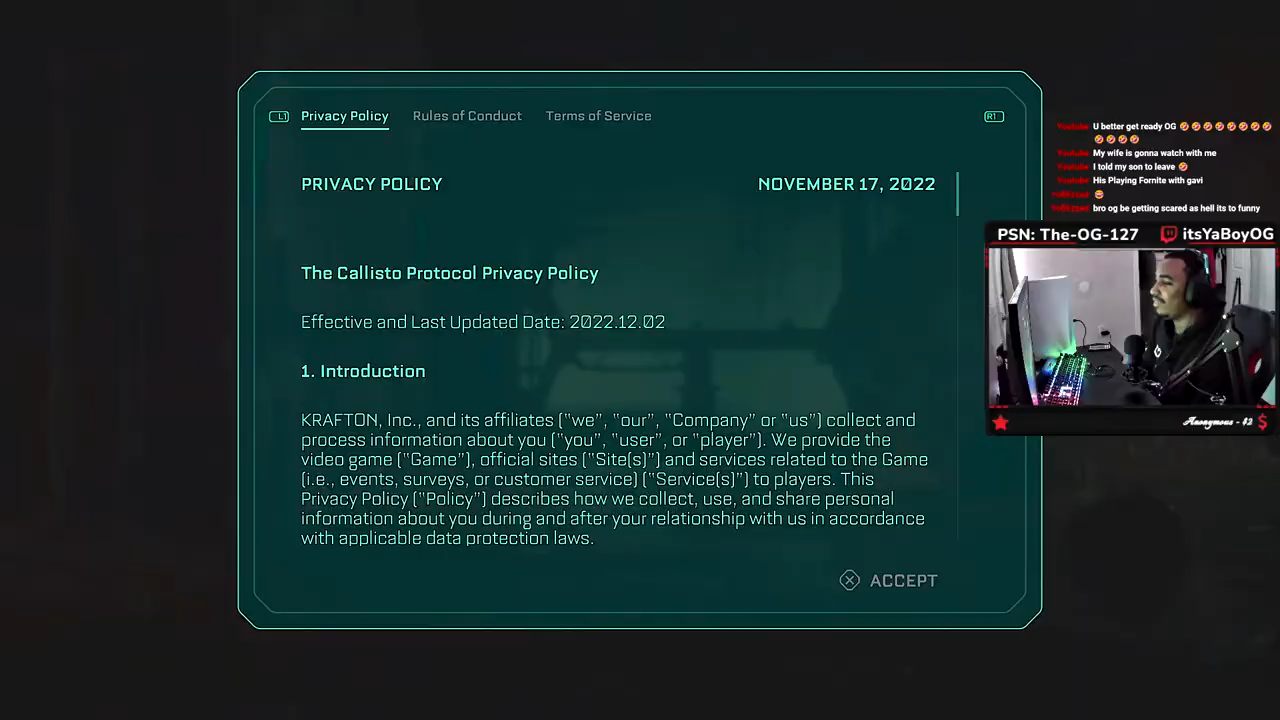 L1 Privacy Policy Rules of Conduct Terms of Service R1
PRIVACY POLICY NOVEMBER 17, 2022
The Callisto Protocol Privacy Policy
Effective and Last Updated Date: 2022.12.02
1. Introduction
KRAFTON, Inc., and its affiliates ("we", "our", "Company" or "us") collect and
process information about you ("you", "user", or "player"). We provide the
video game ("Game"), official sites ("Site(s)") and services related to the Game
(i.e., events, surveys, or customer service) ("Service(s)") to players. This
Privacy Policy ("Policy") describes how we collect, use, and share personal
information about you during and after your relationship with us in accordance
with applicable data protection laws.
ACCEPT
U better get ready OG 🤣🤣🤣🤣🤣🤣🤣🤣
🤣🤣🤣🤣
My wife is gonna watch with me
I told my son to leave 🤣
His Playing Fornite with gavi
😂
bro og be getting scared as hell its to funny
PSN: The-OG-127 itsYaBoyOG
Anonymous - 42 $